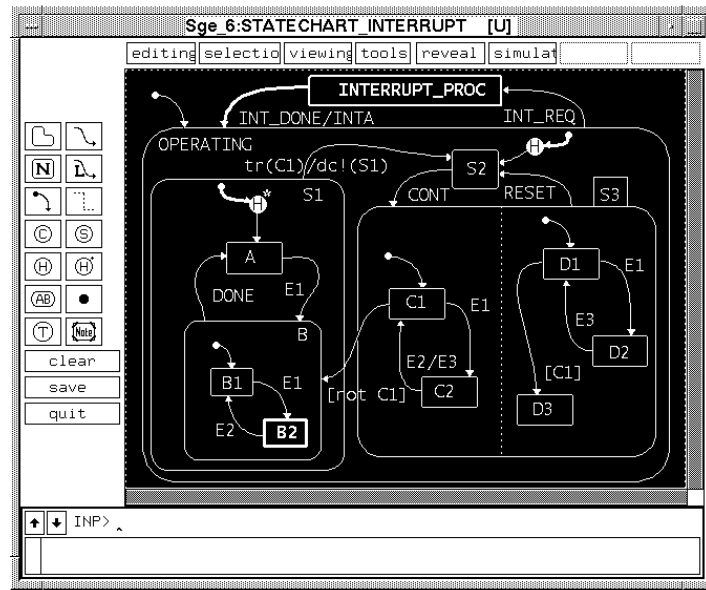 Sge_6:STATECHART_INTERRUPT [U]
editing selectio viewing tools reveal simulat
INTERRUPT_PROC
INT_DONE/INTA
INT_REQ
OPERATING
H
tr(C1)/dc!(S1)
S2
S1
CONT
RESET
S3
H*
A
D1
E1
DONE
E1
C1
E1
E3
B
D2
E2/E3
B1
E1
[not C1]
C2
[C1]
D3
E2
B2
N
L
C
S
H
H*
AB
T
Note
clear
save
quit
INP>